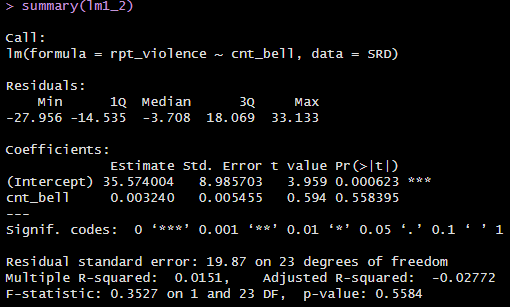 > summary(lm1_2)

Call:
lm(formula = rpt_violence ~ cnt_bell, data = SRD)

Residuals:
    Min      1Q  Median      3Q     Max
-27.956 -14.535  -3.708  18.069  33.133

Coefficients:
             Estimate Std. Error t value Pr(>|t|)
(Intercept) 35.574004   8.985703   3.959 0.000623 ***
cnt_bell     0.003240   0.005455   0.594 0.558395
---
Signif. codes:  0 ‘***’ 0.001 ‘**’ 0.01 ‘*’ 0.05 ‘.’ 0.1 ‘ ’ 1

Residual standard error: 19.87 on 23 degrees of freedom
Multiple R-squared:  0.0151,    Adjusted R-squared:  -0.02772
F-statistic: 0.3527 on 1 and 23 DF,  p-value: 0.5584